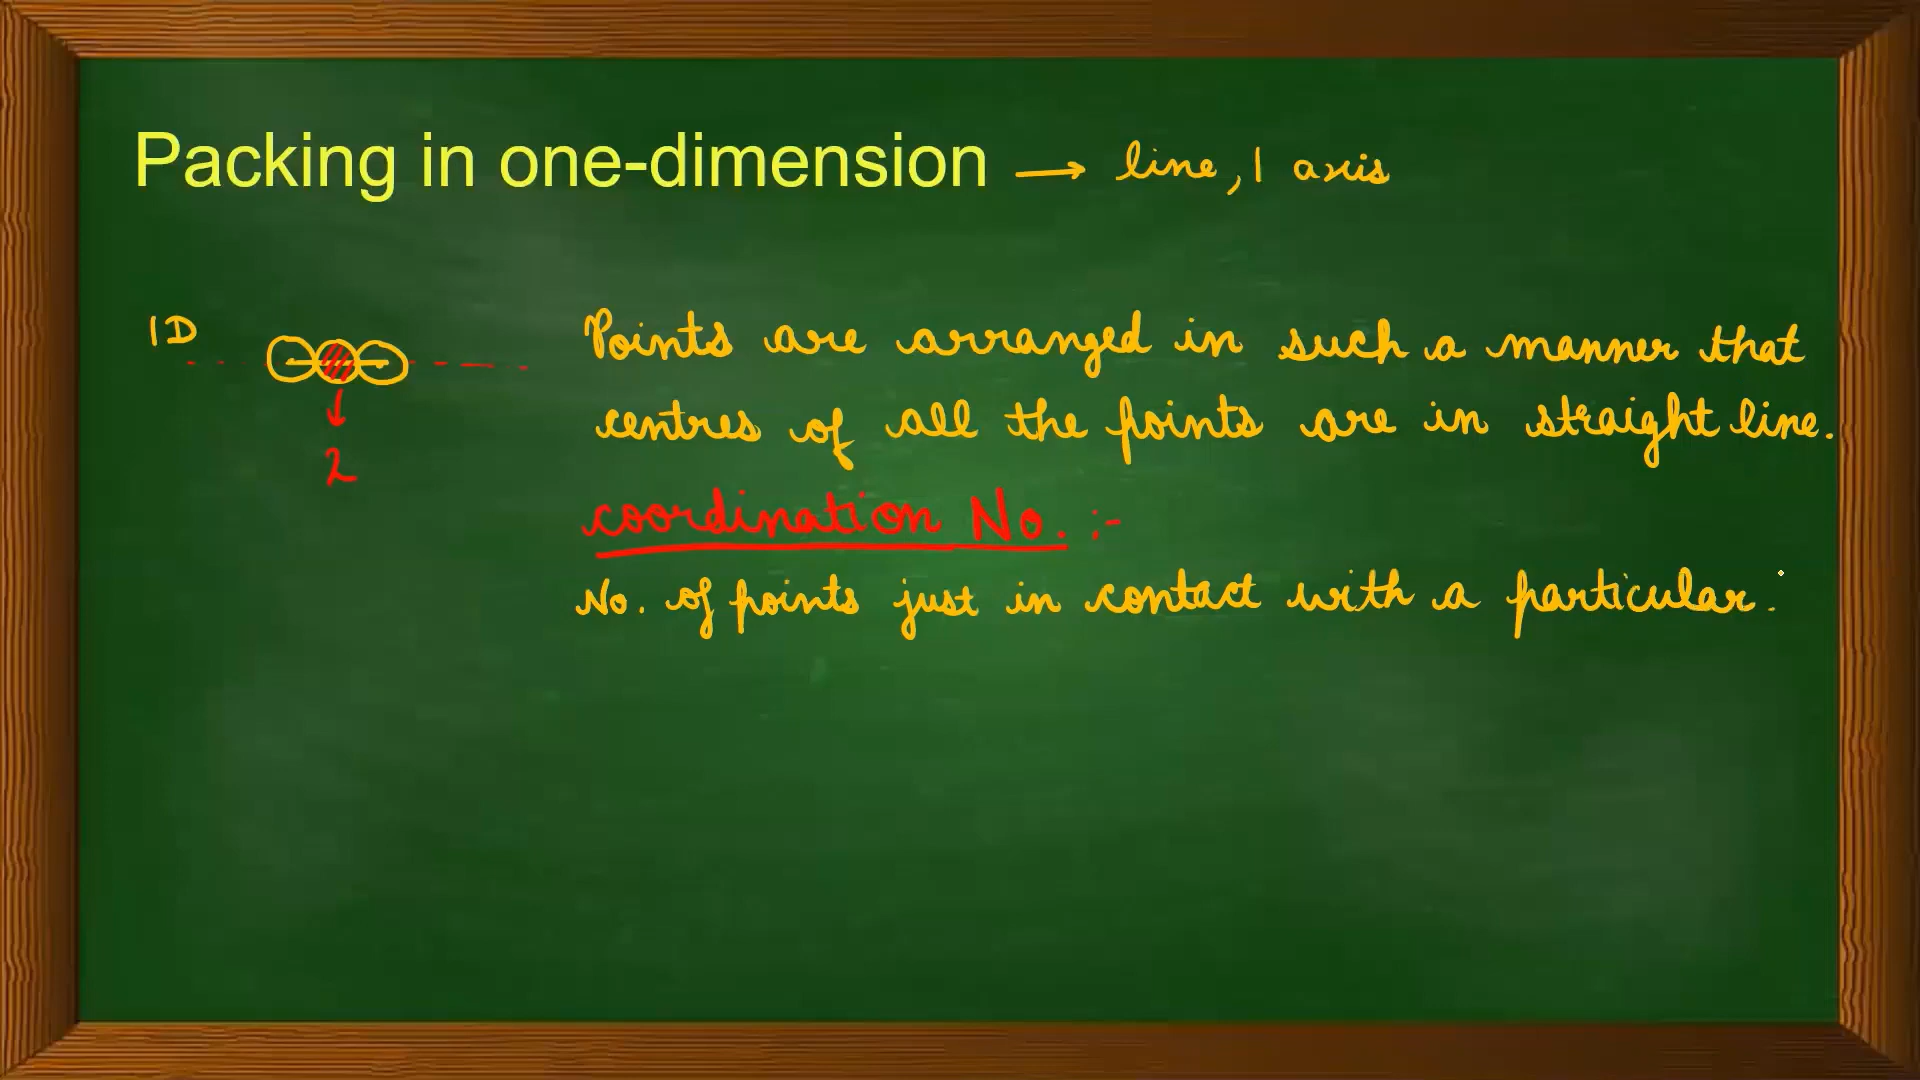 Packing in one-dimension → line, 1 axis
1D
2
Points are arranged in such a manner that
centres of all the points are in straight line.
coordination No. :-
No. of points just in contact with a particular.